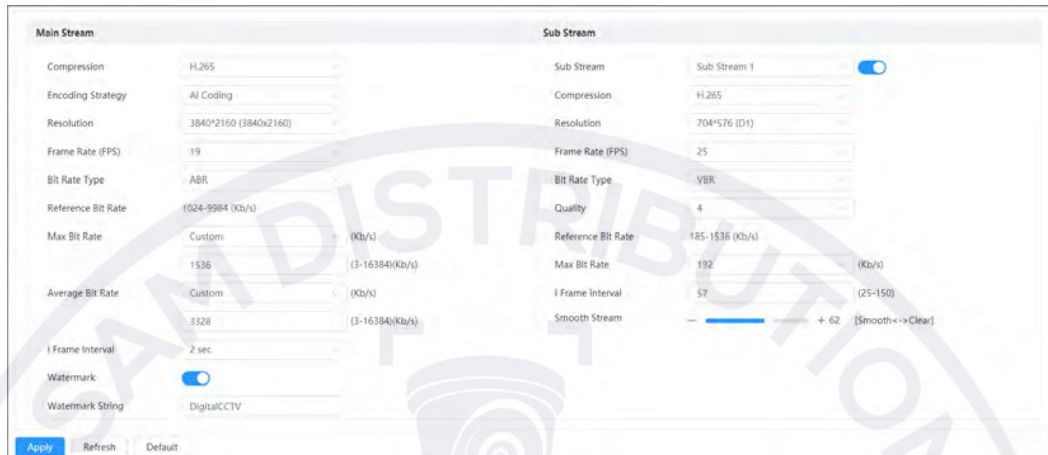 Main Stream
Compression H.265
Encoding Strategy AI Coding
Resolution 3840*2160 (3840x2160)
Frame Rate (FPS) 19
Bit Rate Type ABR
Reference Bit Rate 1024-9984 (Kb/s)
Max Bit Rate Custom (Kb/s)
1536 (3-16384)(Kb/s)
Average Bit Rate Custom (Kb/s)
3328 (3-16384)(Kb/s)
I Frame Interval 2 sec
Watermark
Watermark String DigitalCCTV
Sub Stream
Sub Stream Sub Stream 1
Compression H.265
Resolution 704*576 (D1)
Frame Rate (FPS) 25
Bit Rate Type VBR
Quality 4
Reference Bit Rate 185-1536 (Kb/s)
Max Bit Rate 192 (Kb/s)
I Frame Interval 57 (25-150)
Smooth Stream — + 62 [Smooth<->Clear]
Apply Refresh Default
SAM DISTRIBUTION